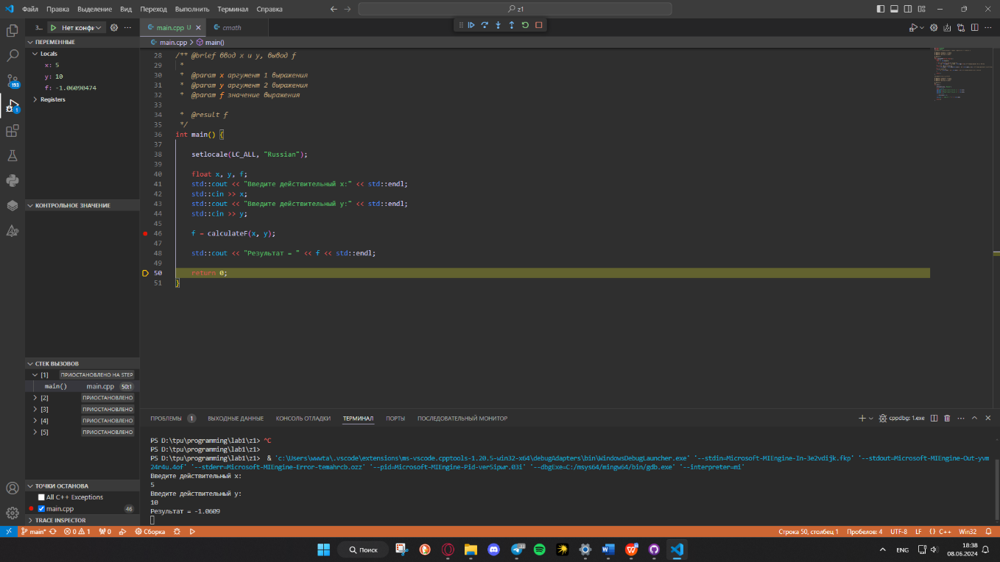 Файл Правка Выделение Вид Переход Выполнить Терминал Справка
z1
З... Нет конфи
ПЕРЕМЕННЫЕ
Locals
x: 5
y: 10
f: -1.06090474
Registers
КОНТРОЛЬНОЕ ЗНАЧЕНИЕ
СТЕК ВЫЗОВОВ
[1] ПРИОСТАНОВЛЕНО НА STEP
main() main.cpp 50:1
[2] ПРИОСТАНОВЛЕНО
[3] ПРИОСТАНОВЛЕНО
[4] ПРИОСТАНОВЛЕНО
[5] ПРИОСТАНОВЛЕНО
ТОЧКИ ОСТАНОВА
All C++ Exceptions
main.cpp 46
TRACE INSPECTOR
main.cpp U cmath
main.cpp > main()
28 /** @brief ввод x и y, вывод f
29 *
30 * @param x аргумент 1 выражения
31 * @param y аргумент 2 выражения
32 * @param f значение выражения
33
34 * @result f
35 */
36 int main() {
37
38 setlocale(LC_ALL, "Russian");
39
40 float x, y, f;
41 std::cout << "Введите действительный x:" << std::endl;
42 std::cin >> x;
43 std::cout << "Введите действительный y:" << std::endl;
44 std::cin >> y;
45
46 f = calculateF(x, y);
47
48 std::cout << "Результат = " << f << std::endl;
49
50 return 0;
51 }
ПРОБЛЕМЫ 1 ВЫХОДНЫЕ ДАННЫЕ КОНСОЛЬ ОТЛАДКИ ТЕРМИНАЛ ПОРТЫ ПОСЛЕДОВАТЕЛЬНЫЙ МОНИТОР
cppdbg: 1.exe
PS D:\tpu\programming\lab1\z1> ^C
PS D:\tpu\programming\lab1\z1>
PS D:\tpu\programming\lab1\z1> & 'c:\Users\wwwta\.vscode\extensions\ms-vscode.cpptools-1.20.5-win32-x64\debugAdapters\bin\WindowsDebugLauncher.exe' '--stdin=Microsoft-MIEngine-In-3e2vdijk.fkp' '--stdout=Microsoft-MIEngine-Out-yvm
24r4u.4of' '--stderr=Microsoft-MIEngine-Error-temahrcb.ozz' '--pid=Microsoft-MIEngine-Pid-ver5ipwr.03i' '--dbgExe=C:/msys64/mingw64/bin/gdb.exe' '--interpreter=mi'
Введите действительный x:
5
Введите действительный y:
10
Результат = -1.0609
193
1
main* 0 1 0 Сборка
Строка 50, столбец 1 Пробелов: 4 UTF-8 LF {} C++ Win32
Поиск
ENG
18:38
08.06.2024